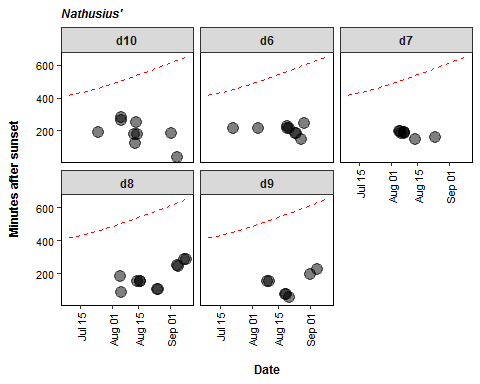 Nathusius'
d10 d6 d7
600
400
200
d8 d9
600
400
200
Jul 15 Aug 01 Aug 15 Sep 01
Jul 15 Aug 01 Aug 15 Sep 01
Jul 15 Aug 01 Aug 15 Sep 01
Minutes after sunset
Date